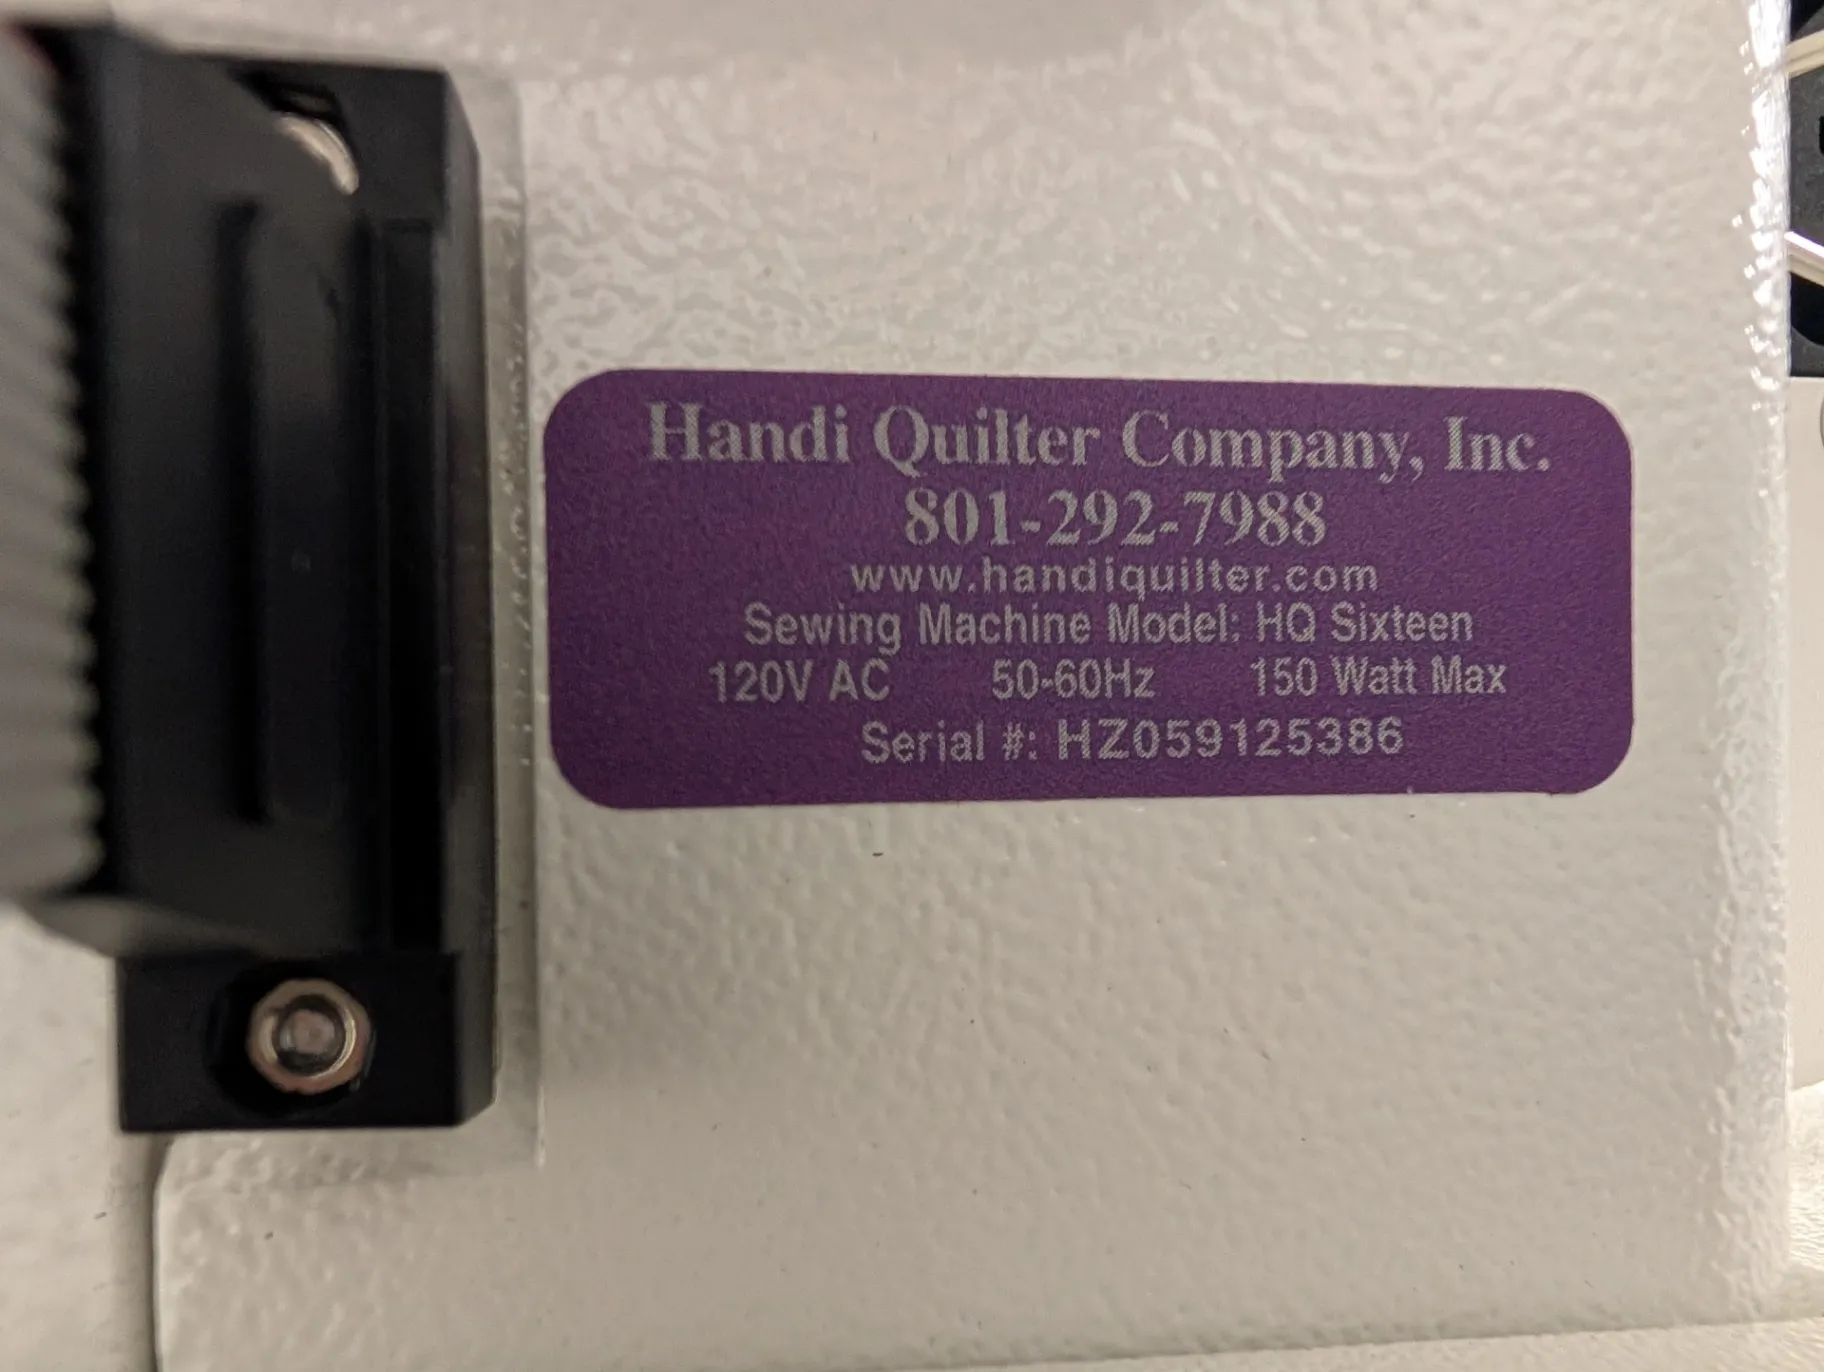 Handi Quilter Company, Inc.
801-292-7988
www.handiquilter.com
Sewing Machine Model: HQ Sixteen
120V AC 50-60Hz 150 Watt Max
Serial #: HZ059125386